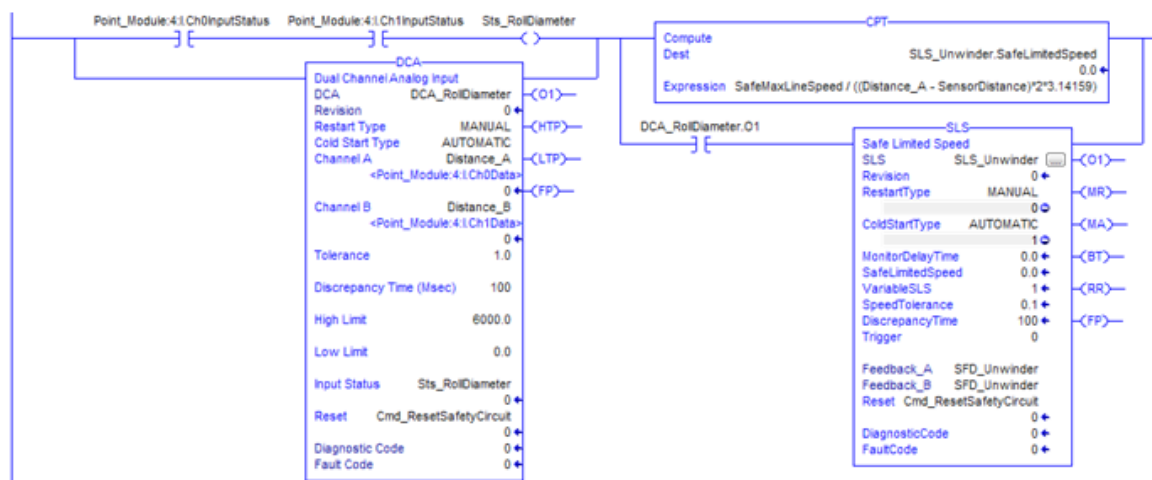 Point_Module:4:I.Ch0InputStatus Point_Module:4:I.Ch1InputStatus Sts_RollDiameter
DCA
Dual Channel Analog Input
DCA DCA_RollDiameter (O1)
Revision 0
Restart Type MANUAL (HTP)
Cold Start Type AUTOMATIC
Channel A Distance_A (LTP)
<Point_Module:4:I.Ch0Data>
0 (FP)
Channel B Distance_B
<Point_Module:4:I.Ch1Data>
0
Tolerance 1.0
Discrepancy Time (Msec) 100
High Limit 6000.0
Low Limit 0.0
Input Status Sts_RollDiameter
0
Reset Cmd_ResetSafetyCircuit
0
Diagnostic Code 0
Fault Code 0
CPT
Compute
Dest SLS_Unwinder.SafeLimitedSpeed
0.0
Expression SafeMaxLineSpeed / ((Distance_A - SensorDistance)*2*3.14159)
DCA_RollDiameter.O1
SLS
Safe Limited Speed
SLS SLS_Unwinder ... (O1)
Revision 0
RestartType MANUAL (MR)
0
ColdStartType AUTOMATIC (MA)
1
MonitorDelayTime 0.0 (BT)
SafeLimitedSpeed 0.0
VariableSLS 1 (RR)
SpeedTolerance 0.1
DiscrepancyTime 100 (FP)
Trigger 0
Feedback_A SFD_Unwinder
Feedback_B SFD_Unwinder
Reset Cmd_ResetSafetyCircuit
0
DiagnosticCode 0
FaultCode 0